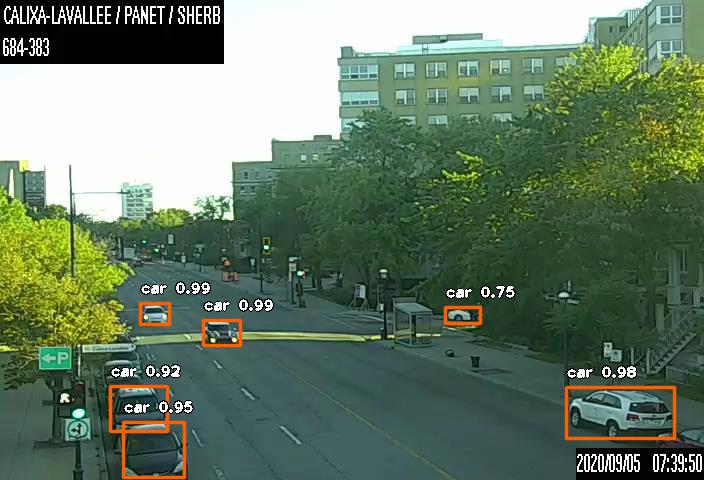 CALIXA-LAVALLEE / PANET / SHERB
684-383
car 0.75
car 0.99
car 0.99
car 0.92
car 0.98
car 0.95
←P
2020/09/05 07:39:50